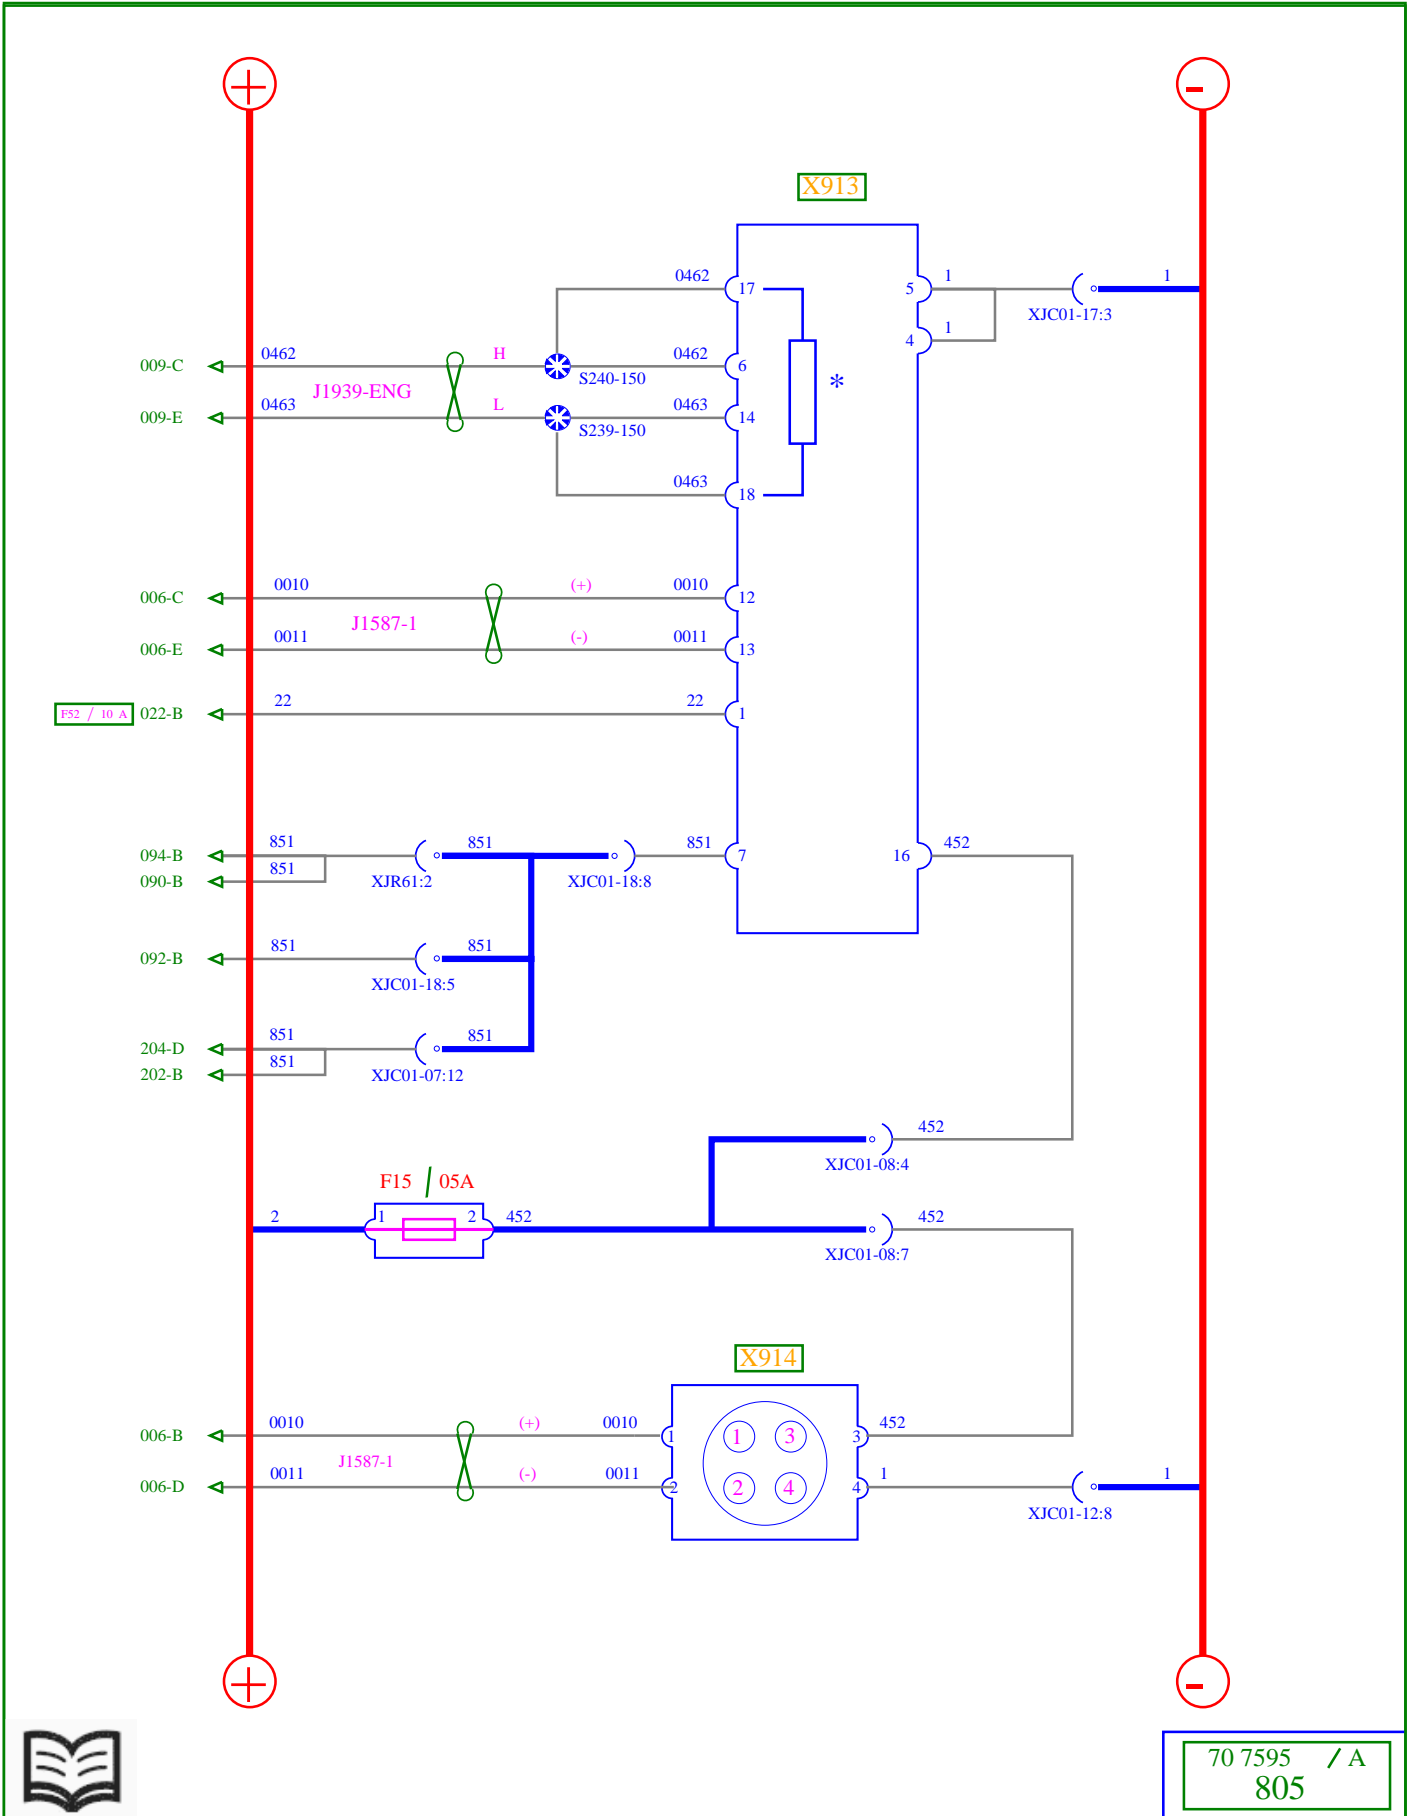 X913
0462 17 5 1 1
XJC01-17:3
4 1
009-C 0462 H 0462 6
S240-150
J1939-ENG *
009-E 0463 L 0463 14
S239-150
0463 18
006-C 0010 (+) 0010 12
J1587-1
006-E 0011 (-) 0011 13
F52 / 10 A 022-B 22 22 1
094-B 851 851 851 7 16 452
090-B 851 XJR61:2 XJC01-18:8
092-B 851 851
XJC01-18:5
204-D 851 851
202-B 851 XJC01-07:12
452
XJC01-08:4
F15 / 05A
2 1 2 452 452
XJC01-08:7
X914
006-B 0010 (+) 0010 1 1 3 3 452
J1587-1
006-D 0011 (-) 0011 2 2 4 4 1 1
XJC01-12:8
70 7595 / A
805